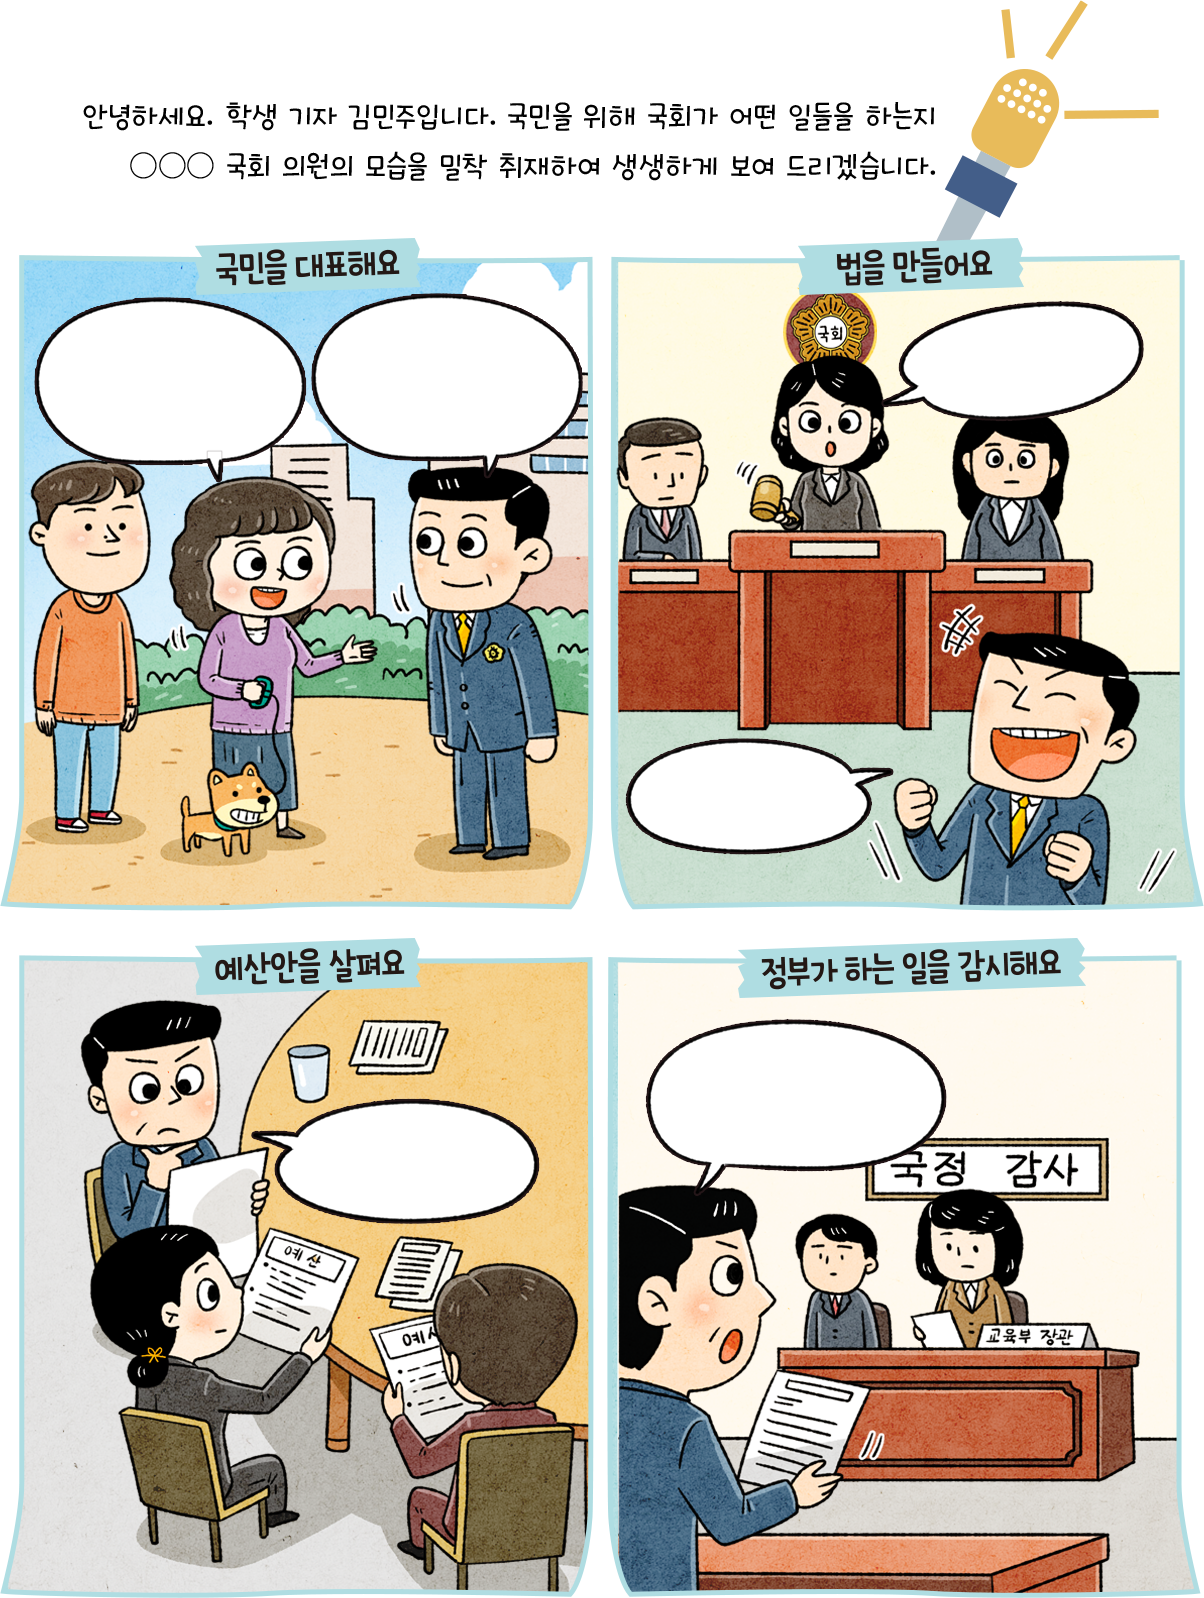 안녕하세요. 학생 기자 김민주입니다. 국민을 위해 국회가 어떤 일들을 하는지
○○○ 국회 의원의 모습을 밀착 취재하여 생생하게 보여 드리겠습니다.
국민을 대표해요
법을 만들어요
국회
예산안을 살펴요
예산
예산
정부가 하는 일을 감시해요
국정 감사
교육부 장관